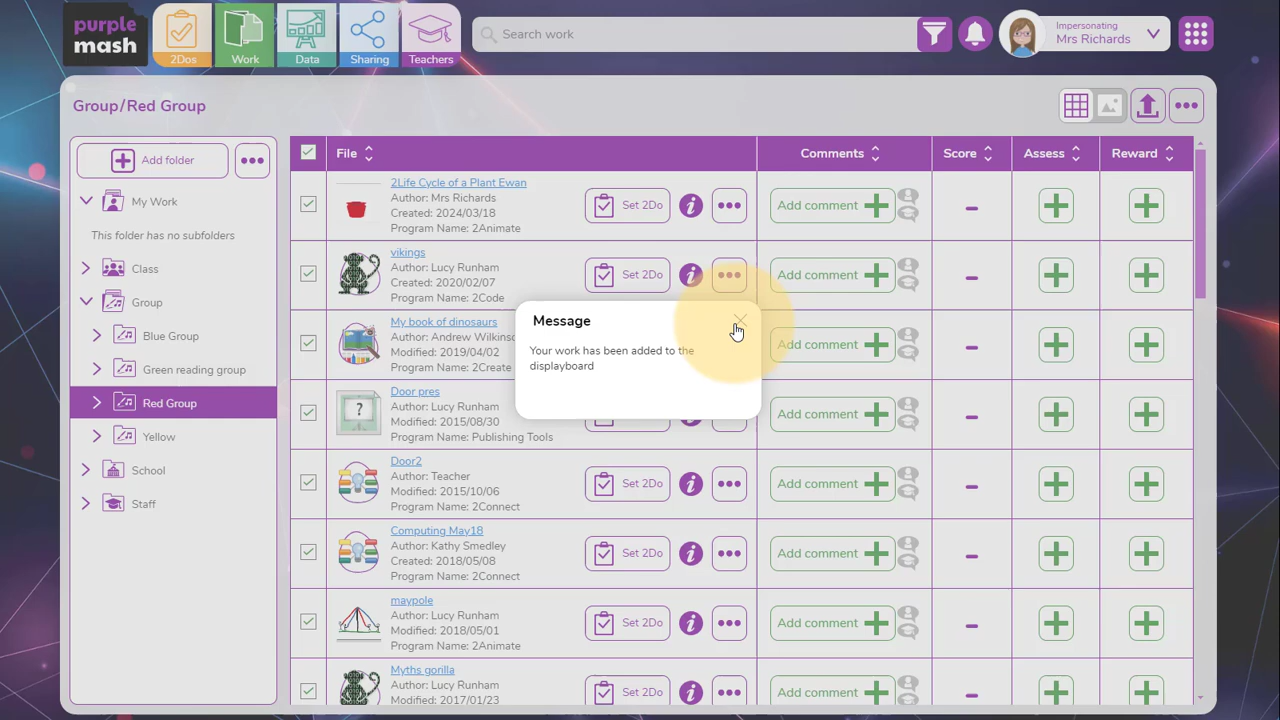 purple
mash
2Dos
Work
Data
Sharing
Teachers
Search work
Impersonating
Mrs Richards
Group/Red Group
Add folder
My Work
This folder has no subfolders
Class
Group
Blue Group
Green reading group
Red Group
Yellow
School
Staff
File
Comments
Score
Assess
Reward
2Life Cycle of a Plant Ewan
Author: Mrs Richards
Created: 2024/03/18
Program Name: 2Animate
Set 2Do
Add comment
vikings
Author: Lucy Runham
Created: 2020/02/07
Program Name: 2Code
Set 2Do
Add comment
My book of dinosaurs
Author: Andrew Wilkinso
Modified: 2019/04/02
Program Name: 2Create
Add comment
Message
Your work has been added to the
displayboard
Door pres
Author: Lucy Runham
Modified: 2015/08/30
Program Name: Publishing Tools
Add comment
Door2
Author: Teacher
Modified: 2015/10/06
Program Name: 2Connect
Set 2Do
Add comment
Computing May18
Author: Kathy Smedley
Created: 2018/05/08
Program Name: 2Connect
Set 2Do
Add comment
maypole
Author: Lucy Runham
Modified: 2018/05/01
Program Name: 2Animate
Set 2Do
Add comment
Myths gorilla
Author: Lucy Runham
Modified: 2017/01/23
Set 2Do
Add comment